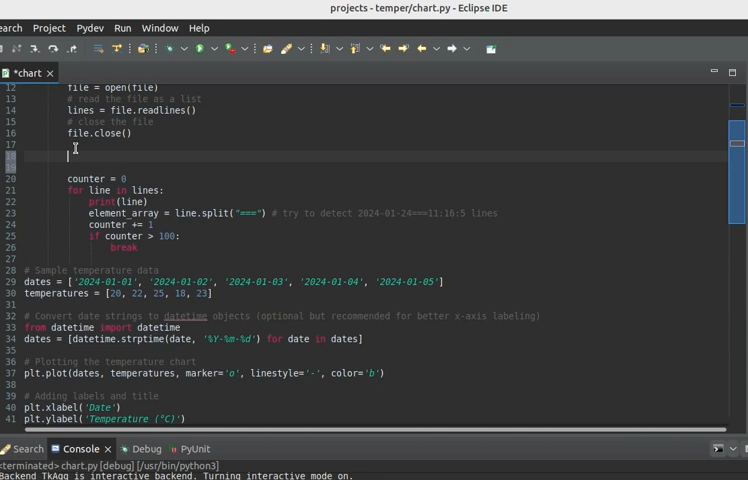 projects - temper/chart.py - Eclipse IDE
earch Project Pydev Run Window Help
*chart
12 file = open(file)
13 # read the file as a list
14 lines = file.readlines()
15 # close the file
16 file.close()
17
18
19
20 counter = 0
21 for line in lines:
22 print(line)
23 element_array = line.split("===") # try to detect 2024-01-24===11:16:5 lines
24 counter += 1
25 if counter > 100:
26 break
27
28 # Sample temperature data
29 dates = ['2024-01-01', '2024-01-02', '2024-01-03', '2024-01-04', '2024-01-05']
30 temperatures = [20, 22, 25, 18, 23]
31
32 # Convert date strings to datetime objects (optional but recommended for better x-axis labeling)
33 from datetime import datetime
34 dates = [datetime.strptime(date, '%Y-%m-%d') for date in dates]
35
36 # Plotting the temperature chart
37 plt.plot(dates, temperatures, marker='o', linestyle='-', color='b')
38
39 # Adding labels and title
40 plt.xlabel('Date')
41 plt.ylabel('Temperature (°C)')
Search Console Debug PyUnit
<terminated> chart.py [debug] [/usr/bin/python3]
Backend TkAgg is interactive backend. Turning interactive mode on.